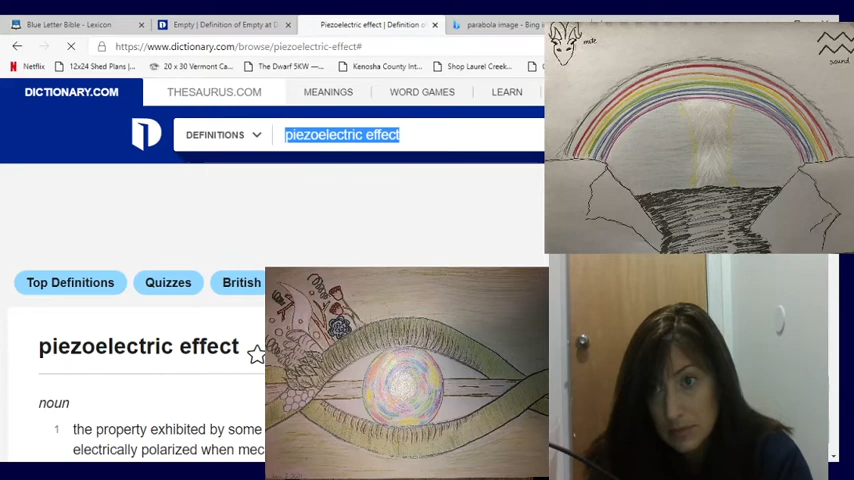 Blue Letter Bible - Lexicon
Empty | Definition of Empty at D
Piezoelectric effect | Definition of
parabola image - Bing i
https://www.dictionary.com/browse/piezoelectric-effect#
Netflix
12x24 Shed Plans |...
20 x 30 Vermont Ca...
The Dwarf 5KW —...
Kenosha County Int...
Shop Laurel Creek...
DICTIONARY.COM
THESAURUS.COM
MEANINGS
WORD GAMES
LEARN
DEFINITIONS
piezoelectric effect
Top Definitions
Quizzes
British
piezoelectric effect
noun
1 the property exhibited by some
electrically polarized when mec
sound